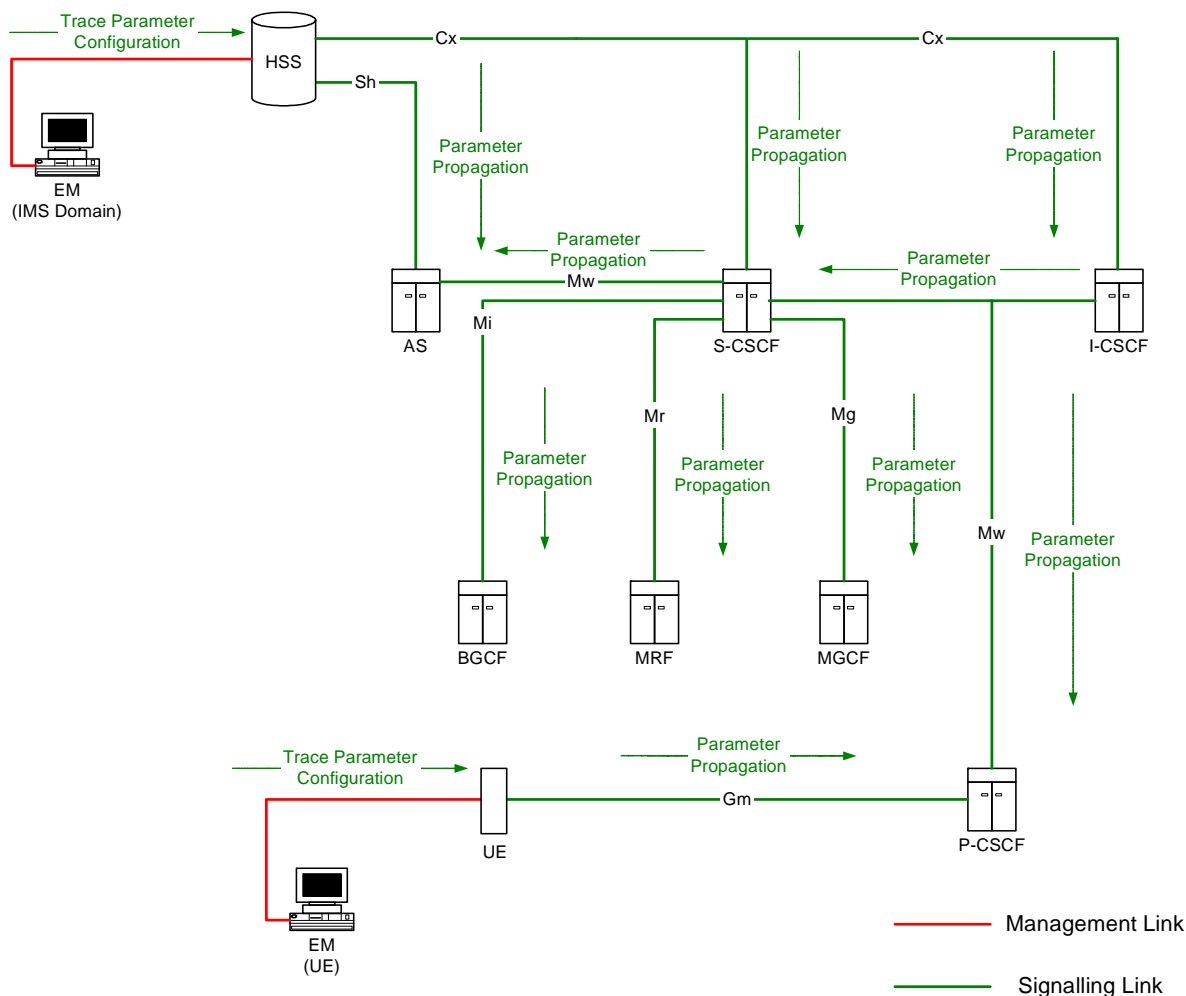 Trace Parameter
Configuration
HSS
Cx
Cx
Sh
Parameter
Propagation
Parameter
Propagation
Parameter
Propagation
EM
(IMS Domain)
Parameter
Propagation
Parameter
Propagation
Mw
Mi
AS
S-CSCF
I-CSCF
Mr
Mg
Parameter
Propagation
Parameter
Propagation
Parameter
Propagation
Mw
Parameter
Propagation
BGCF
MRF
MGCF
Trace Parameter
Configuration
Parameter
Propagation
Gm
UE
P-CSCF
EM
(UE)
Management Link
Signalling Link